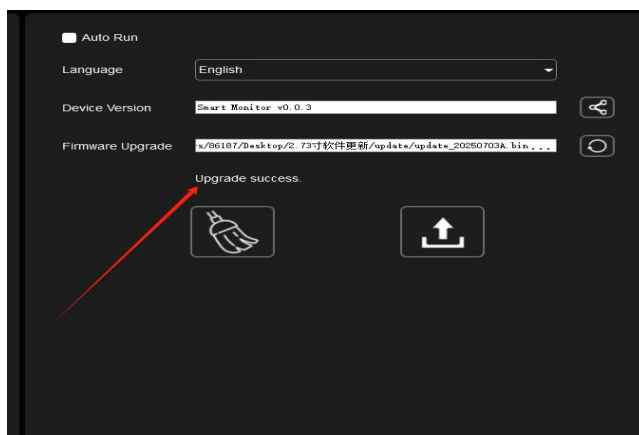 Auto Run
Language English
Device Version Smart Monitor v0.0.3
Firmware Upgrade s/86187/Desktop/2.73寸软件更新/update/update_20250703A.bin...
Upgrade success.